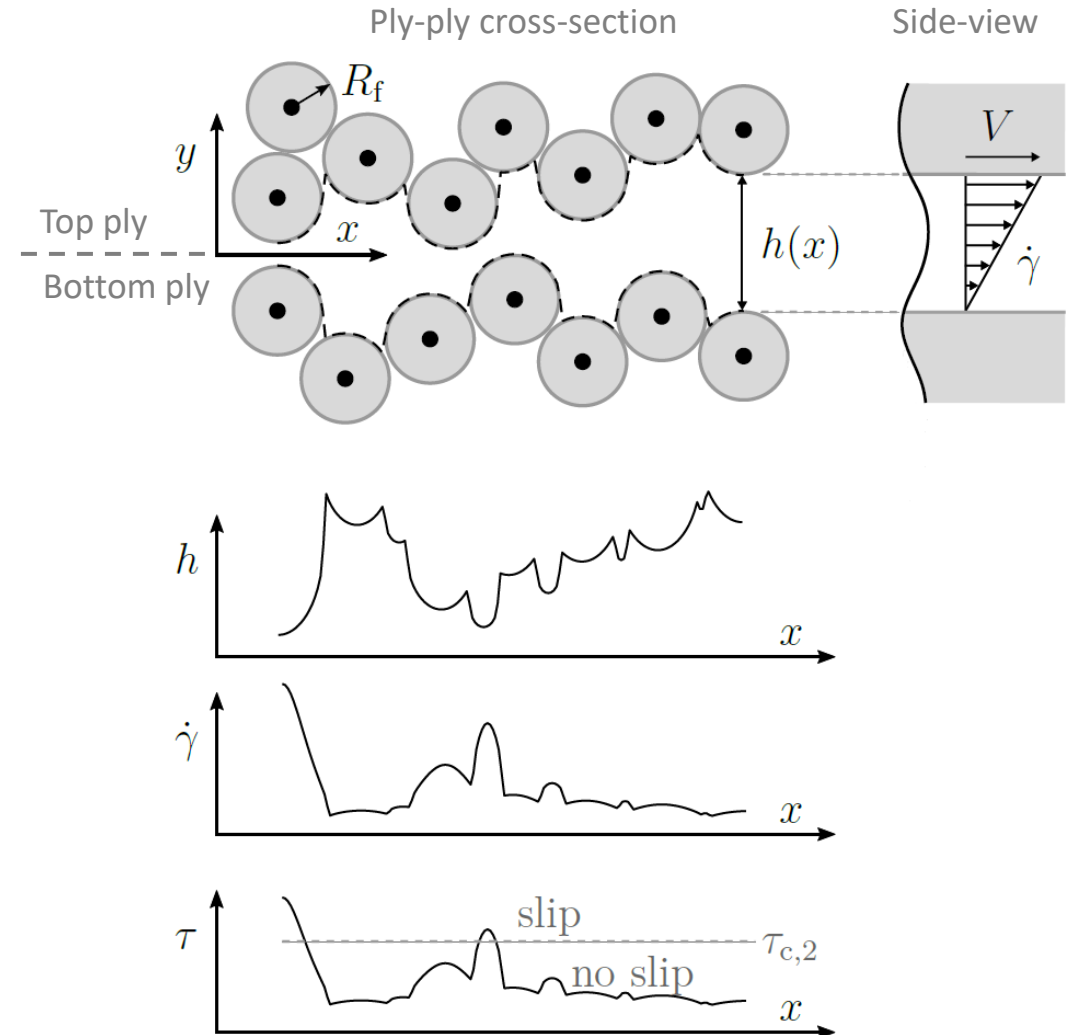 Ply-ply cross-section Side-view
R_f
V
y
Top ply
x
h(x)
γ̇
Bottom ply
h
x
γ̇
x
slip
τ
τ_c,2
no slip
x